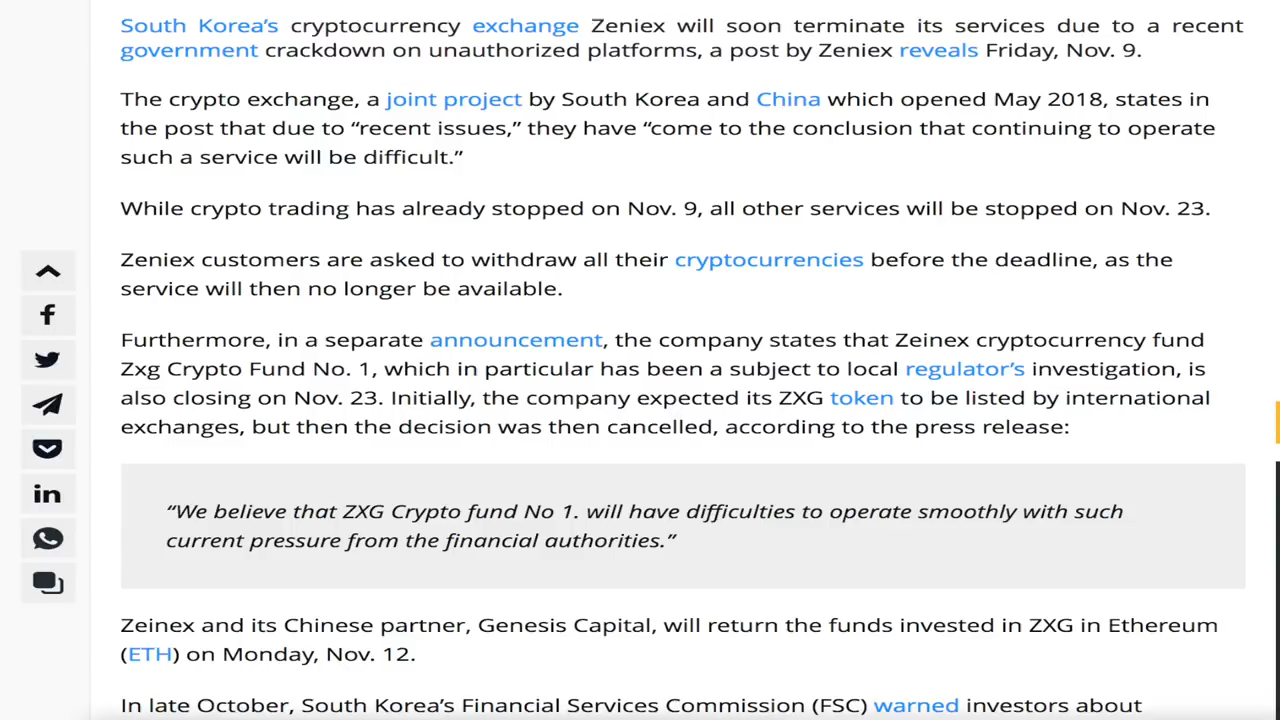 South Korea's cryptocurrency exchange Zeniex will soon terminate its services due to a recent
government crackdown on unauthorized platforms, a post by Zeniex reveals Friday, Nov. 9.
The crypto exchange, a joint project by South Korea and China which opened May 2018, states in
the post that due to “recent issues,” they have “come to the conclusion that continuing to operate
such a service will be difficult.”
While crypto trading has already stopped on Nov. 9, all other services will be stopped on Nov. 23.
Zeniex customers are asked to withdraw all their cryptocurrencies before the deadline, as the
service will then no longer be available.
Furthermore, in a separate announcement, the company states that Zeinex cryptocurrency fund
Zxg Crypto Fund No. 1, which in particular has been a subject to local regulator's investigation, is
also closing on Nov. 23. Initially, the company expected its ZXG token to be listed by international
exchanges, but then the decision was then cancelled, according to the press release:
“We believe that ZXG Crypto fund No 1. will have difficulties to operate smoothly with such
current pressure from the financial authorities.”
Zeinex and its Chinese partner, Genesis Capital, will return the funds invested in ZXG in Ethereum
(ETH) on Monday, Nov. 12.
In late October, South Korea's Financial Services Commission (FSC) warned investors about